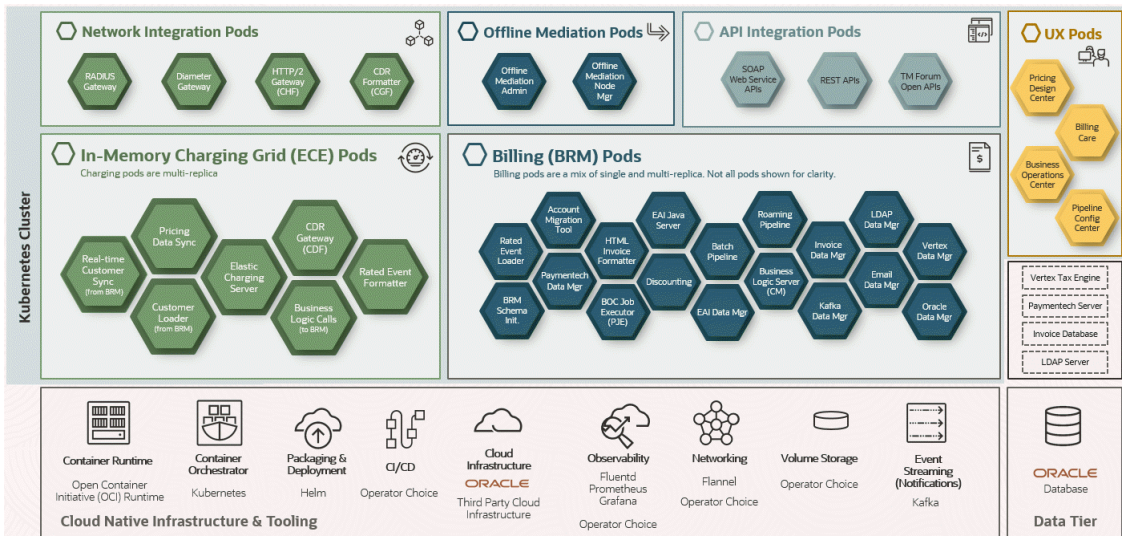 Kubernetes Cluster
Network Integration Pods
RADIUS
Gateway
Diameter
Gateway
HTTP/2
Gateway
(CHF)
CDR
Formatter
(CGF)
Offline Mediation Pods
Offline
Mediation
Admin
Offline
Mediation
Node
Mgr
API Integration Pods
SOAP
Web Service
APIs
REST APIs
TM Forum
Open APIs
UX Pods
Pricing
Design
Center
Billing
Care
Business
Operations
Center
Pipeline
Config
Center
In-Memory Charging Grid (ECE) Pods
Charging pods are multi-replica
Real-time
Customer
Sync
(from BRM)
Pricing
Data Sync
Customer
Loader
(from BRM)
Elastic
Charging
Server
CDR
Gateway
(CDF)
Business
Logic Calls
(to BRM)
Rated Event
Formatter
Billing (BRM) Pods
Billing pods are a mix of single and multi-replica. Not all pods shown for clarity.
Rated
Event
Loader
BRM
Schema
Init.
Account
Migration
Tool
Paymentech
Data Mgr
HTML
Invoice
Formatter
BOC Job
Executor
(PJE)
EAI Java
Server
Discounting
Batch
Pipeline
EAI Data Mgr
Roaming
Pipeline
Business
Logic Server
(CM)
Invoice
Data Mgr
Kafka
Data Mgr
LDAP
Data Mgr
Email
Data Mgr
Vertex
Data Mgr
Oracle
Data Mgr
Vertex Tax Engine
Paymentech Server
Invoice Database
LDAP Server
Container Runtime
Open Container
Initiative (OCI) Runtime
Container
Orchestrator
Kubernetes
Packaging &
Deployment
Helm
CI/CD
Operator Choice
Cloud
Infrastructure
ORACLE
Third Party Cloud
Infrastructure
Observability
Fluentd
Prometheus
Grafana
Operator Choice
Networking
Flannel
Operator Choice
Volume Storage
Operator Choice
Event
Streaming
(Notifications)
Kafka
Cloud Native Infrastructure & Tooling
ORACLE
Database
Data Tier